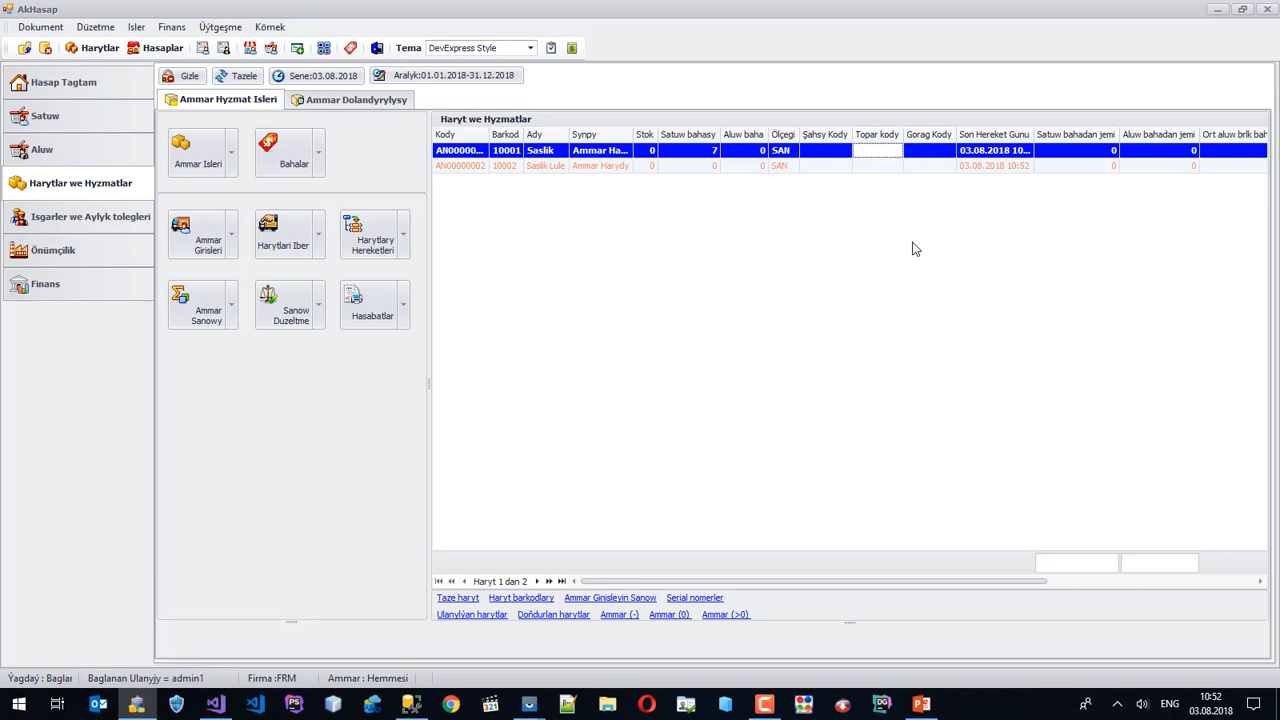 AkHasap
Dokument Düzetme Isler Finans Üýtgeşme Kömek
Harytlar Hasaplar Tema DevExpress Style
Hasap Tagtam
Satuw
Aluw
Harytlar we Hyzmatlar
Isgarler we Aylyk tolegleri
Önümçilik
Finans
Gizle Tazele Sene:03.08.2018 Aralyk:01.01.2018-31.12.2018
Ammar Hyzmat Isleri Ammar Dolandyrylysy
Ammar Isleri Bahalar
Ammar Girisleri Harytlari Iber Harytlary Hereketleri
Ammar Sanowy Sanow Duzeltme Hasabatlar
Haryt we Hyzmatlar
Kody Barkod Ady Synpy Stok Satuw bahasy Aluw baha Ölçegi Şahsy Kody Topar kody Gorag Kody Son Hereket Gunu Satuw bahadan jemi Aluw bahadan jemi Ort aluw brlk bah
AN00000... 10001 Saslik Ammar Ha... 0 7 0 SAN 03.08.2018 10... 0 0
AN00000002 10002 Saslik Lule Ammar Harydy 0 0 0 SAN 03.08.2018 10:52 0 0
Haryt 1 dan 2
Taze haryt Haryt barkodlary Ammar Girisleyin Sanow Serial nomerler
Ulanylýan harytlar Doňdurlan harytlar Ammar (-) Ammar (0) Ammar (>0)
Ýagdaý : Baglar Baglanan Ulanyjy = admin1 Firma :FRM Ammar : Hemmesi
ENG 10:52
03.08.2018